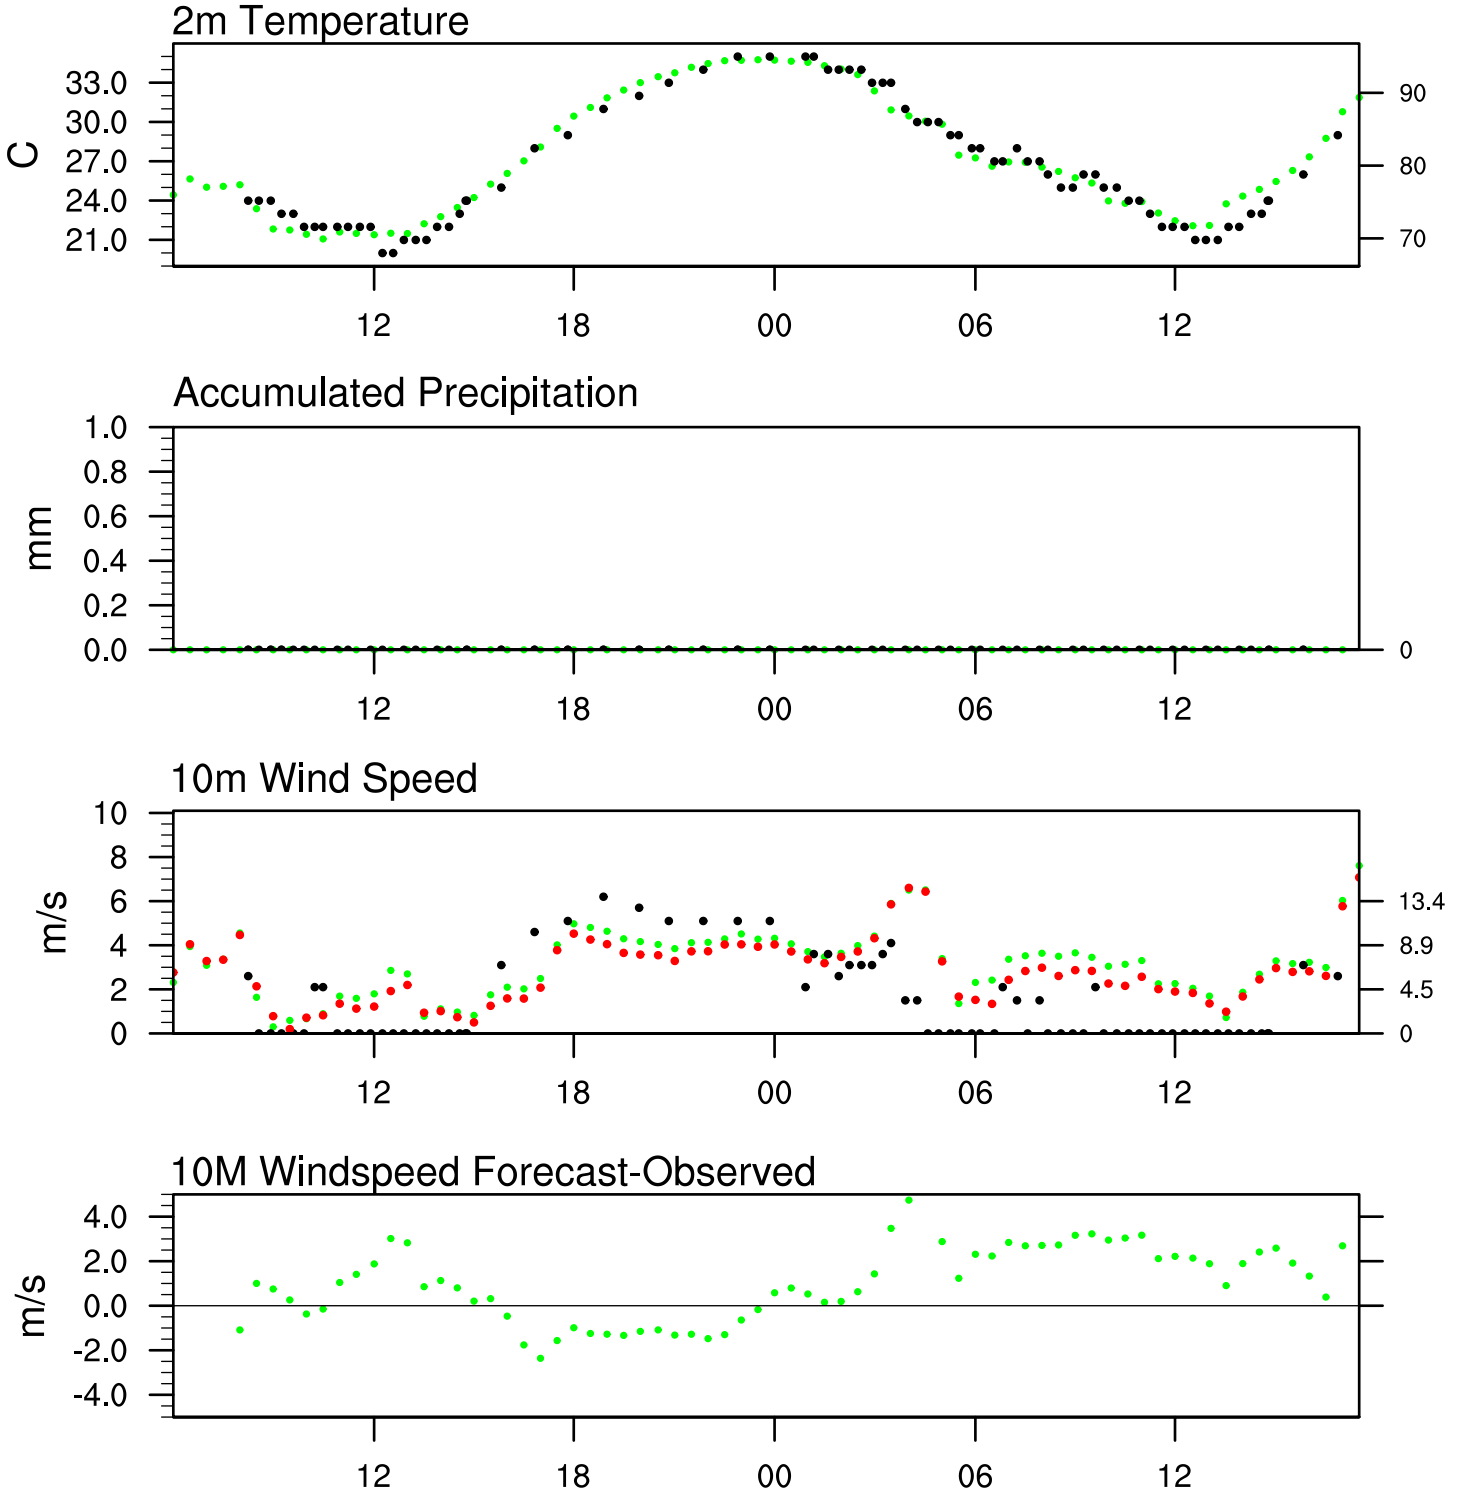 2m Temperature
C
33.0
30.0
27.0
24.0
21.0
90
80
70
12 18 00 06 12
Accumulated Precipitation
mm
1.0
0.8
0.6
0.4
0.2
0.0
0
12 18 00 06 12
10m Wind Speed
m/s
10
8
6
4
2
0
13.4
8.9
4.5
0
12 18 00 06 12
10M Windspeed Forecast-Observed
m/s
4.0
2.0
0.0
-2.0
-4.0
12 18 00 06 12